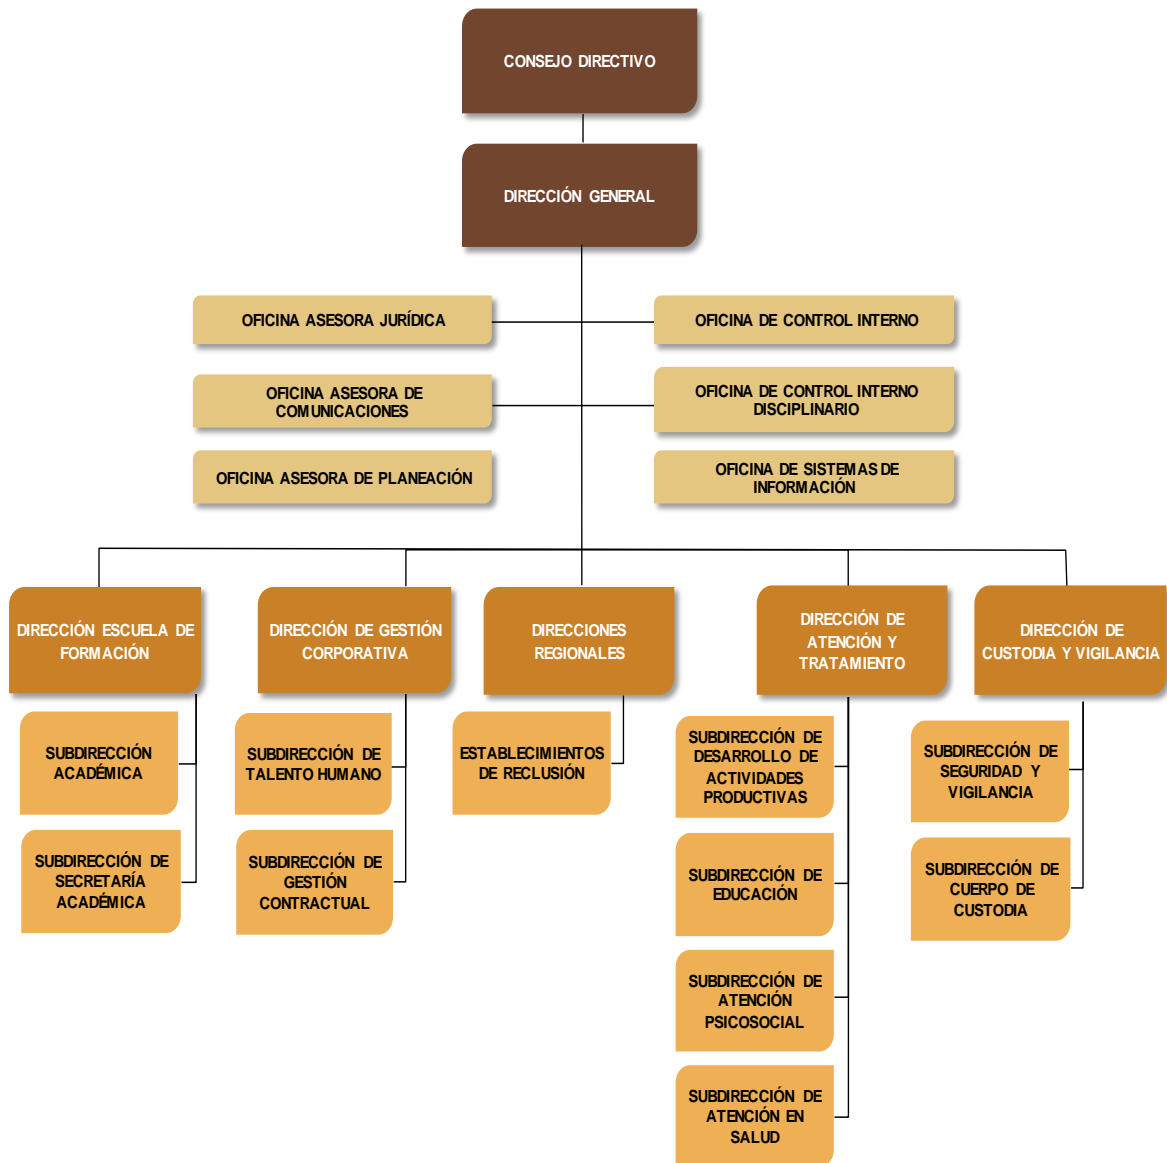 CONSEJO DIRECTIVO
DIRECCIÓN GENERAL
OFICINA ASESORA JURÍDICA
OFICINA DE CONTROL INTERNO
OFICINA ASESORA DE
COMUNICACIONES
OFICINA DE CONTROL INTERNO
DISCIPLINARIO
OFICINA ASESORA DE PLANEACIÓN
OFICINA DE SISTEMAS DE
INFORMACIÓN
DIRECCIÓN ESCUELA DE
FORMACIÓN
DIRECCIÓN DE GESTIÓN
CORPORATIVA
DIRECCIONES
REGIONALES
DIRECCIÓN DE
ATENCIÓN Y
TRATAMIENTO
DIRECCIÓN DE
CUSTODIA Y VIGILANCIA
SUBDIRECCIÓN
ACADÉMICA
SUBDIRECCIÓN DE
TALENTO HUMANO
ESTABLECIMIENTOS
DE RECLUSIÓN
SUBDIRECCIÓN DE
DESARROLLO DE
ACTIVIDADES
PRODUCTIVAS
SUBDIRECCIÓN DE
SEGURIDAD Y
VIGILANCIA
SUBDIRECCIÓN DE
SECRETARÍA
ACADÉMICA
SUBDIRECCIÓN DE
GESTIÓN
CONTRACTUAL
SUBDIRECCIÓN DE
EDUCACIÓN
SUBDIRECCIÓN DE
CUERPO DE
CUSTODIA
SUBDIRECCIÓN DE
ATENCIÓN
PSICOSOCIAL
SUBDIRECCIÓN DE
ATENCIÓN EN
SALUD